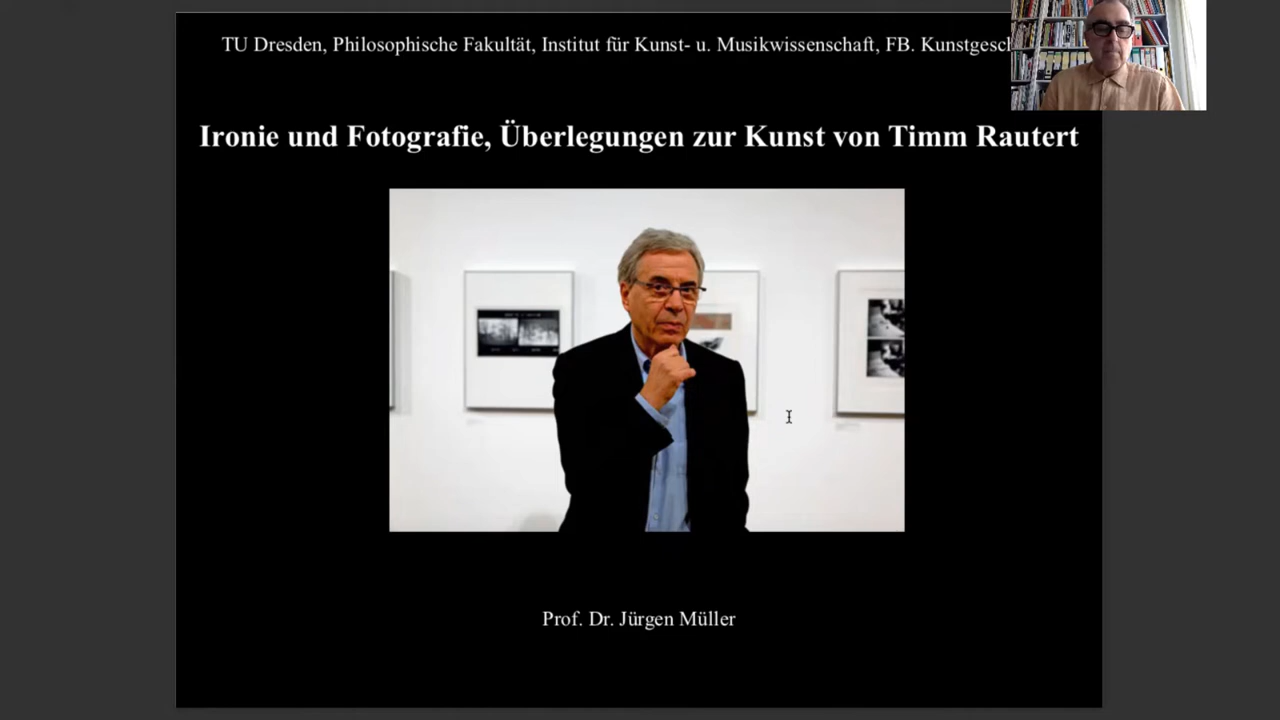 TU Dresden, Philosophische Fakultät, Institut für Kunst- u. Musikwissenschaft, FB.
Ironie und Fotografie, Überlegungen zur Kunst von Timm Rautert
Prof. Dr. Jürgen Müller